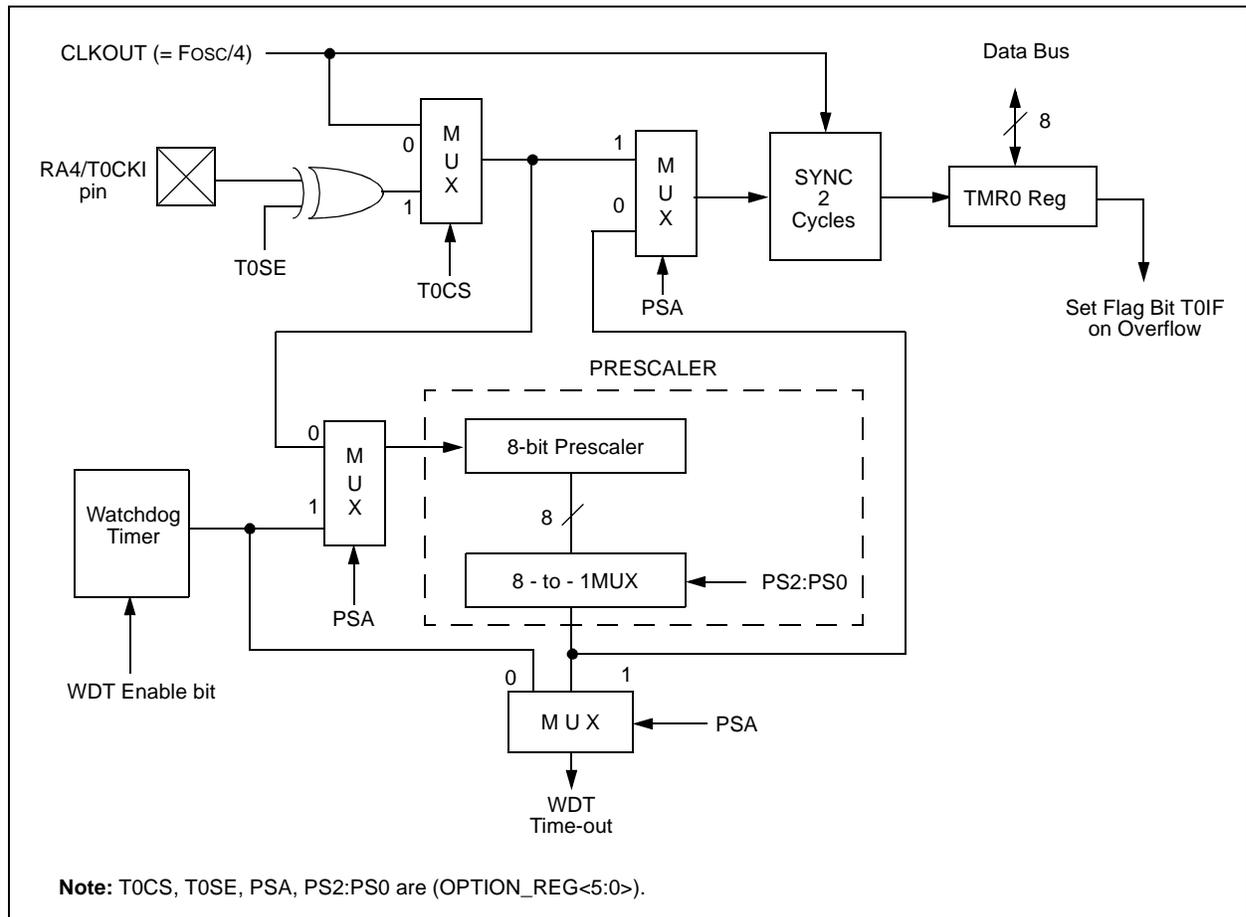 CLKOUT (= FOSC/4)
Data Bus
8
RA4/T0CKI
pin
T0SE
0
1
M
U
X
T0CS
1
0
M
U
X
PSA
SYNC
2
Cycles
TMR0 Reg
Set Flag Bit T0IF
on Overflow
PRESCALER
0
1
M
U
X
PSA
8-bit Prescaler
8
8 - to - 1MUX
PS2:PS0
Watchdog
Timer
WDT Enable bit
0
1
M U X
PSA
WDT
Time-out
Note: T0CS, T0SE, PSA, PS2:PS0 are (OPTION_REG<5:0>).